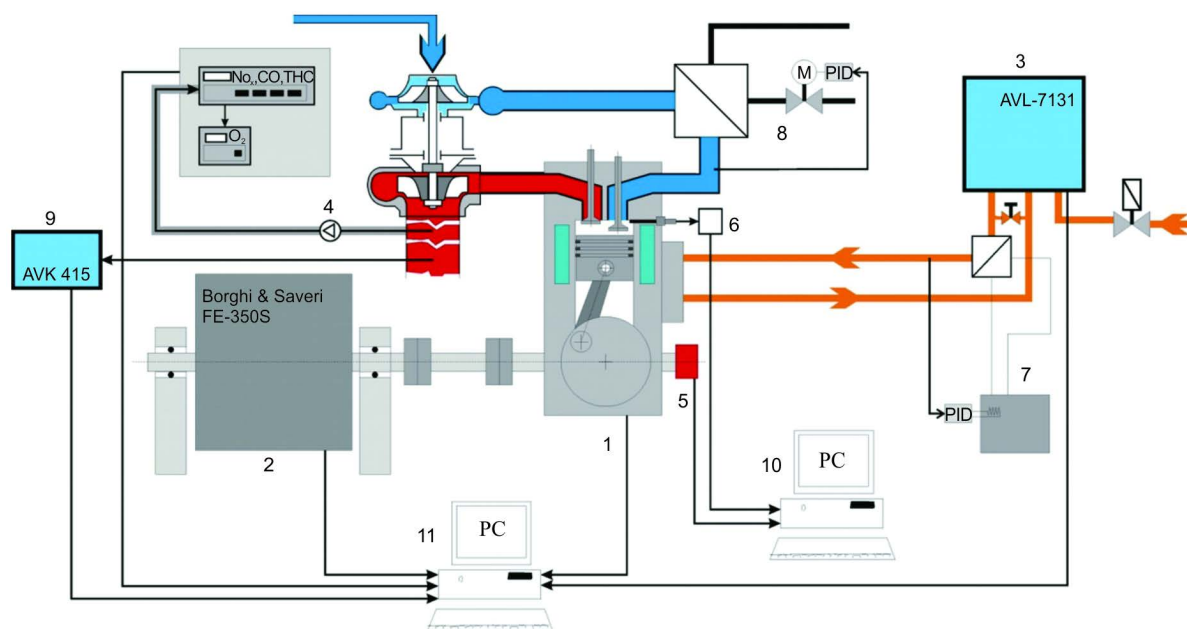 Noₓ,CO,THC
O₂
4
M
PID
8
3
AVL-7131
9
AVK 415
6
Borghi & Saveri
FE-350S
5
7
PID
2
1
10
PC
11
PC